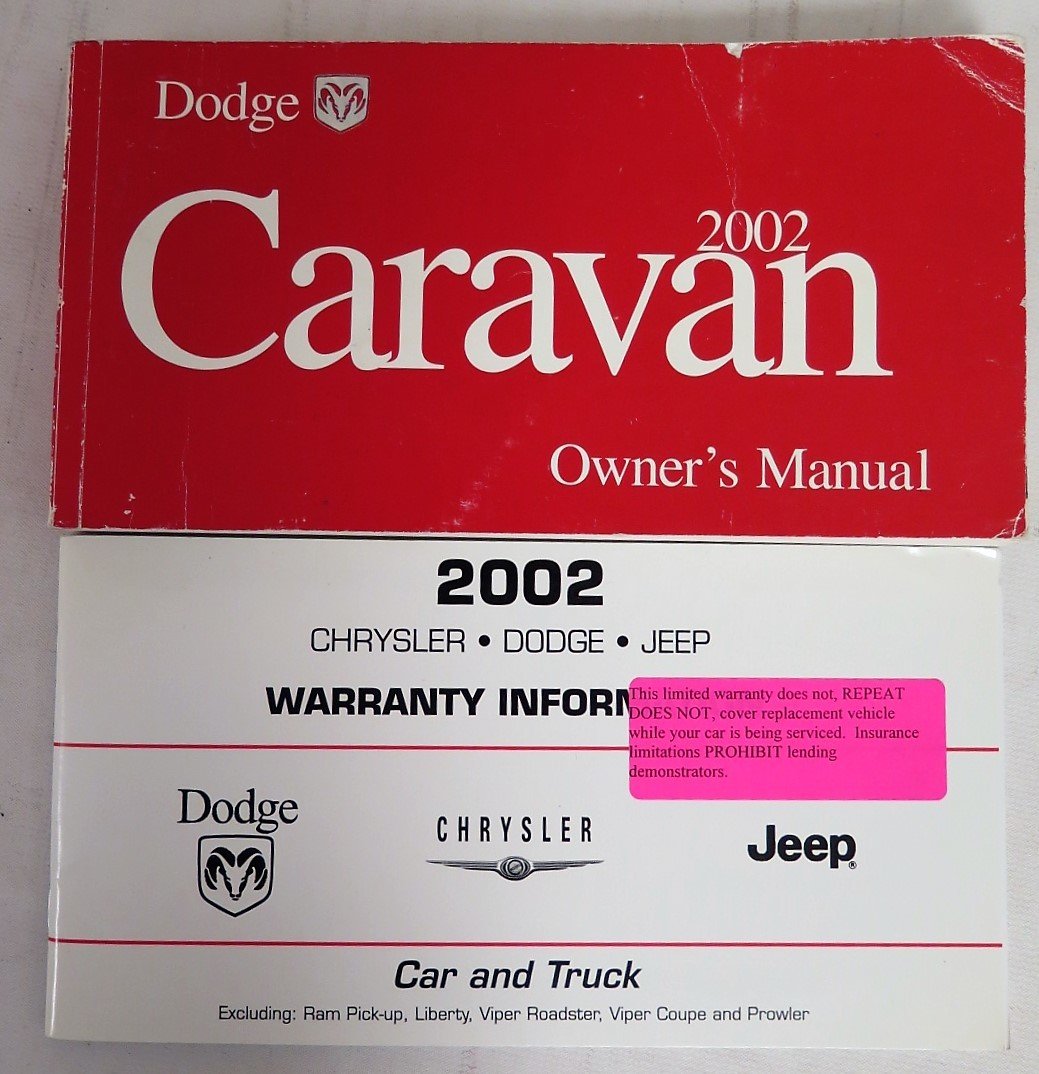 Dodge
2002
Caravan
Owner's Manual
2002
CHRYSLER • DODGE • JEEP
WARRANTY INFORM
This limited warranty does not, REPEAT
DOES NOT, cover replacement vehicle
while your car is being serviced. Insurance
limitations PROHIBIT lending
demonstrators.
Dodge
CHRYSLER
Jeep®
Car and Truck
Excluding: Ram Pick-up, Liberty, Viper Roadster, Viper Coupe and Prowler